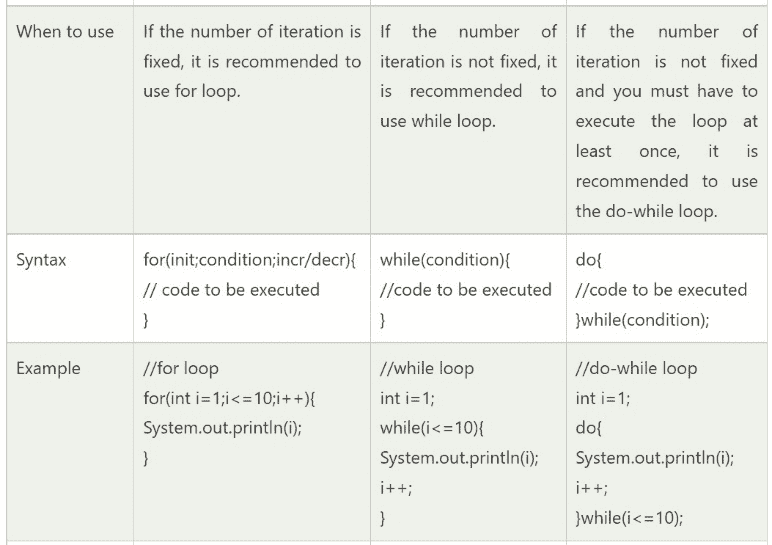 When to use
If the number of iteration is
fixed, it is recommended to
use for loop.
If the number of
iteration is not fixed, it
is recommended to
use while loop.
If the number of
iteration is not fixed
and you must have to
execute the loop at
least once, it is
recommended to use
the do-while loop.
Syntax
for(init;condition;incr/decr){
// code to be executed
}
while(condition){
//code to be executed
}
do{
//code to be executed
}while(condition);
Example
//for loop
for(int i=1;i<=10;i++){
System.out.println(i);
}
//while loop
int i=1;
while(i<=10){
System.out.println(i);
i++;
}
//do-while loop
int i=1;
do{
System.out.println(i);
i++;
}while(i<=10);